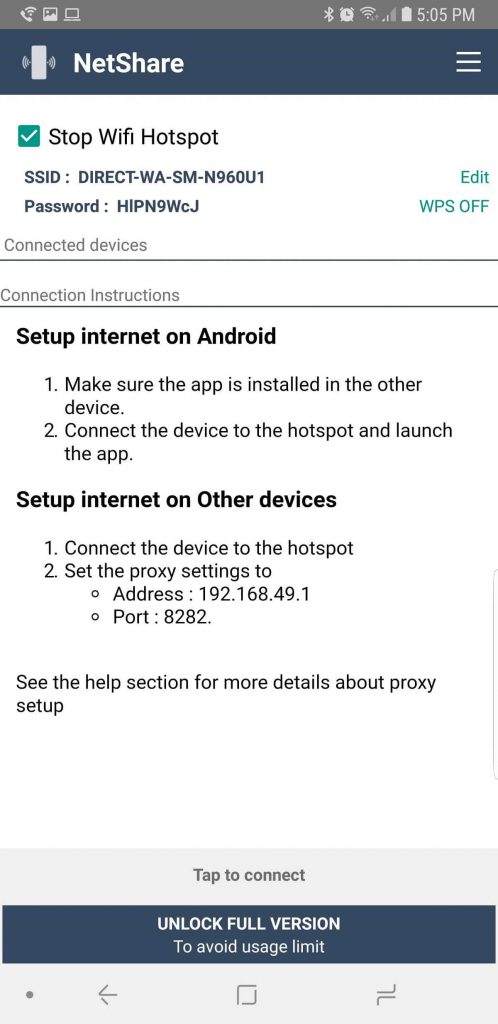 5:05 PM
NetShare
Stop Wifi Hotspot
SSID : DIRECT-WA-SM-N960U1
Edit
Password : HlPN9WcJ
WPS OFF
Connected devices
Connection Instructions
Setup internet on Android
1. Make sure the app is installed in the other
device.
2. Connect the device to the hotspot and launch
the app.
Setup internet on Other devices
1. Connect the device to the hotspot
2. Set the proxy settings to
Address : 192.168.49.1
Port : 8282.
See the help section for more details about proxy
setup
Tap to connect
UNLOCK FULL VERSION
To avoid usage limit